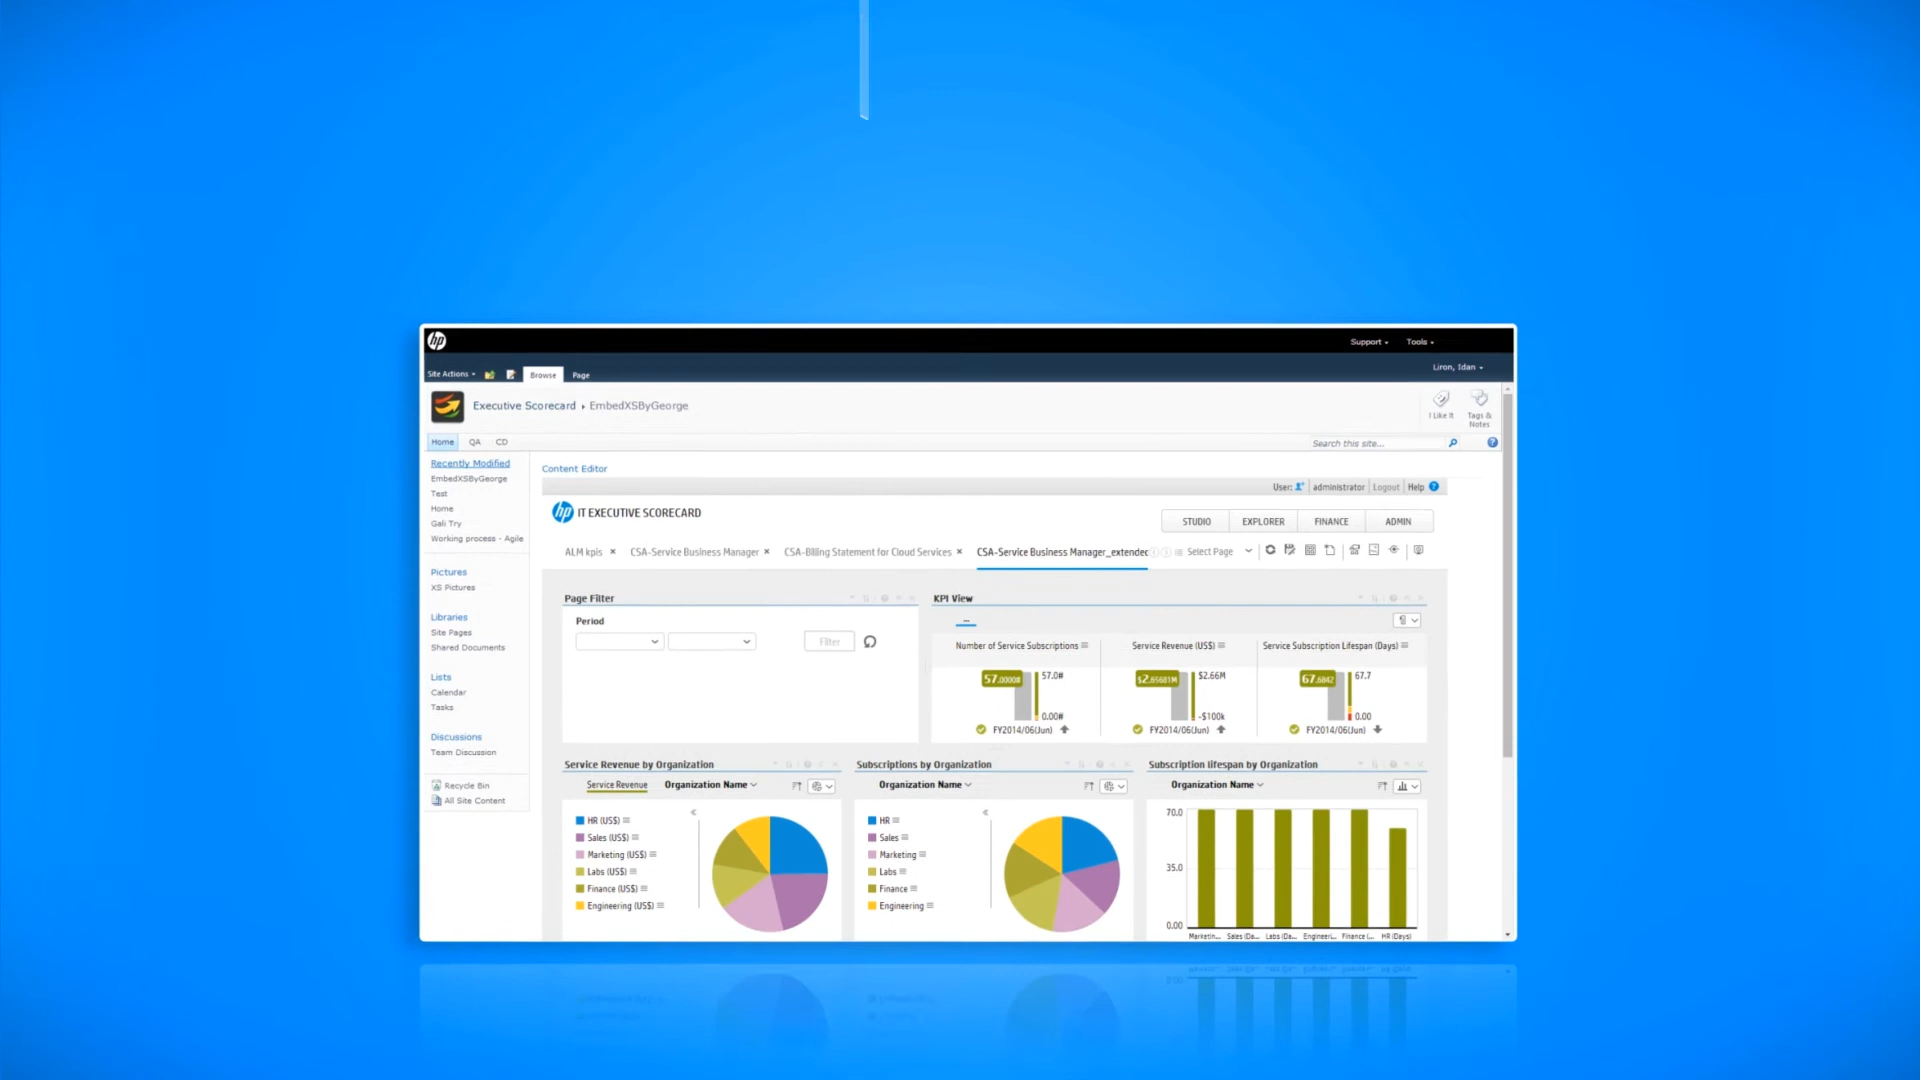 hp
Support
Tools
Site Actions
Browse
Page
Liron, Idan
Executive Scorecard
EmbedXSByGeorge
I Like It
Tags & Notes
Home
QA
CD
Search this site...
Recently Modified
EmbedXSByGeorge
Test
Home
Gali Try
Working process - Agile
Pictures
XS Pictures
Libraries
Site Pages
Shared Documents
Lists
Calendar
Tasks
Discussions
Team Discussion
Recycle Bin
All Site Content
Content Editor
User:
administrator
Logout
Help
hp IT EXECUTIVE SCORECARD
STUDIO
EXPLORER
FINANCE
ADMIN
ALM kpis
CSA-Service Business Manager
CSA-Billing Statement for Cloud Services
CSA-Service Business Manager_extended
Select Page
Page Filter
Period
Filter
KPI View
...
Number of Service Subscriptions
57.0000#
57.0#
0.00#
FY2014/06(Jun)
Service Revenue (US$)
$2.65681M
$2.66M
-$100k
FY2014/06(Jun)
Service Subscription Lifespan (Days)
67.6842
67.7
0.00
FY2014/06(Jun)
Service Revenue by Organization
Service Revenue
Organization Name
HR (US$)
Sales (US$)
Marketing (US$)
Labs (US$)
Finance (US$)
Engineering (US$)
Subscriptions by Organization
Organization Name
HR
Sales
Marketing
Labs
Finance
Engineering
Subscription lifespan by Organization
Organization Name
70.0
35.0
0.00
Marketin... Sales (Da... Labs (Da... Engineeri... Finance (... HR (Days)